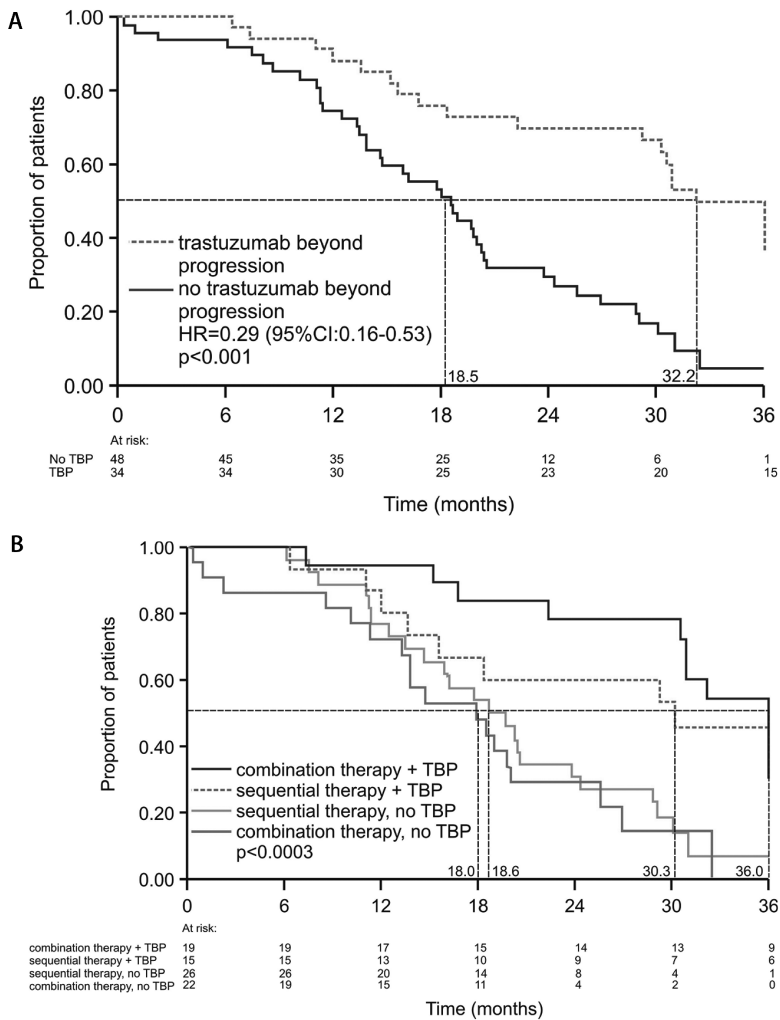 A
1.00
0.80
0.60
0.40
0.20
0.00
Proportion of patients
trastuzumab beyond
progression
no trastuzumab beyond
progression
HR=0.29 (95%CI:0.16-0.53)
p<0.001
18.5
32.2
0 6 12 18 24 30 36
At risk:
No TBP 48 45 35 25 12 6 1
TBP 34 34 30 25 23 20 15
Time (months)
B
1.00
0.80
0.60
0.40
0.20
0.00
Proportion of patients
combination therapy + TBP
sequential therapy + TBP
sequential therapy, no TBP
combination therapy, no TBP
p<0.0003
18.0 18.6 30.3 36.0
0 6 12 18 24 30 36
At risk:
combination therapy + TBP 19 19 17 15 14 13 9
sequential therapy + TBP 15 15 13 10 9 7 6
sequential therapy, no TBP 26 26 20 14 8 4 1
combination therapy, no TBP 22 19 15 11 4 2 0
Time (months)